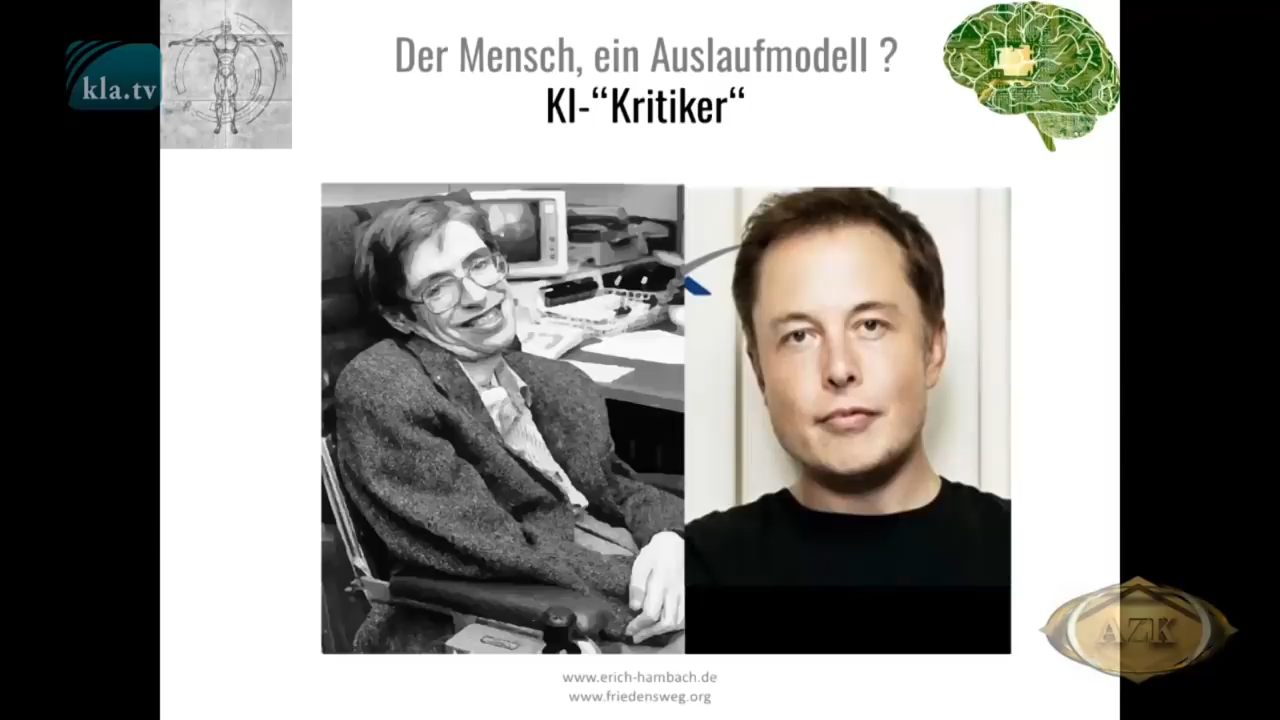 kla.tv
Der Mensch, ein Auslaufmodell ?
KI-“Kritiker“
AZK
www.erich-hambach.de
www.friedensweg.org